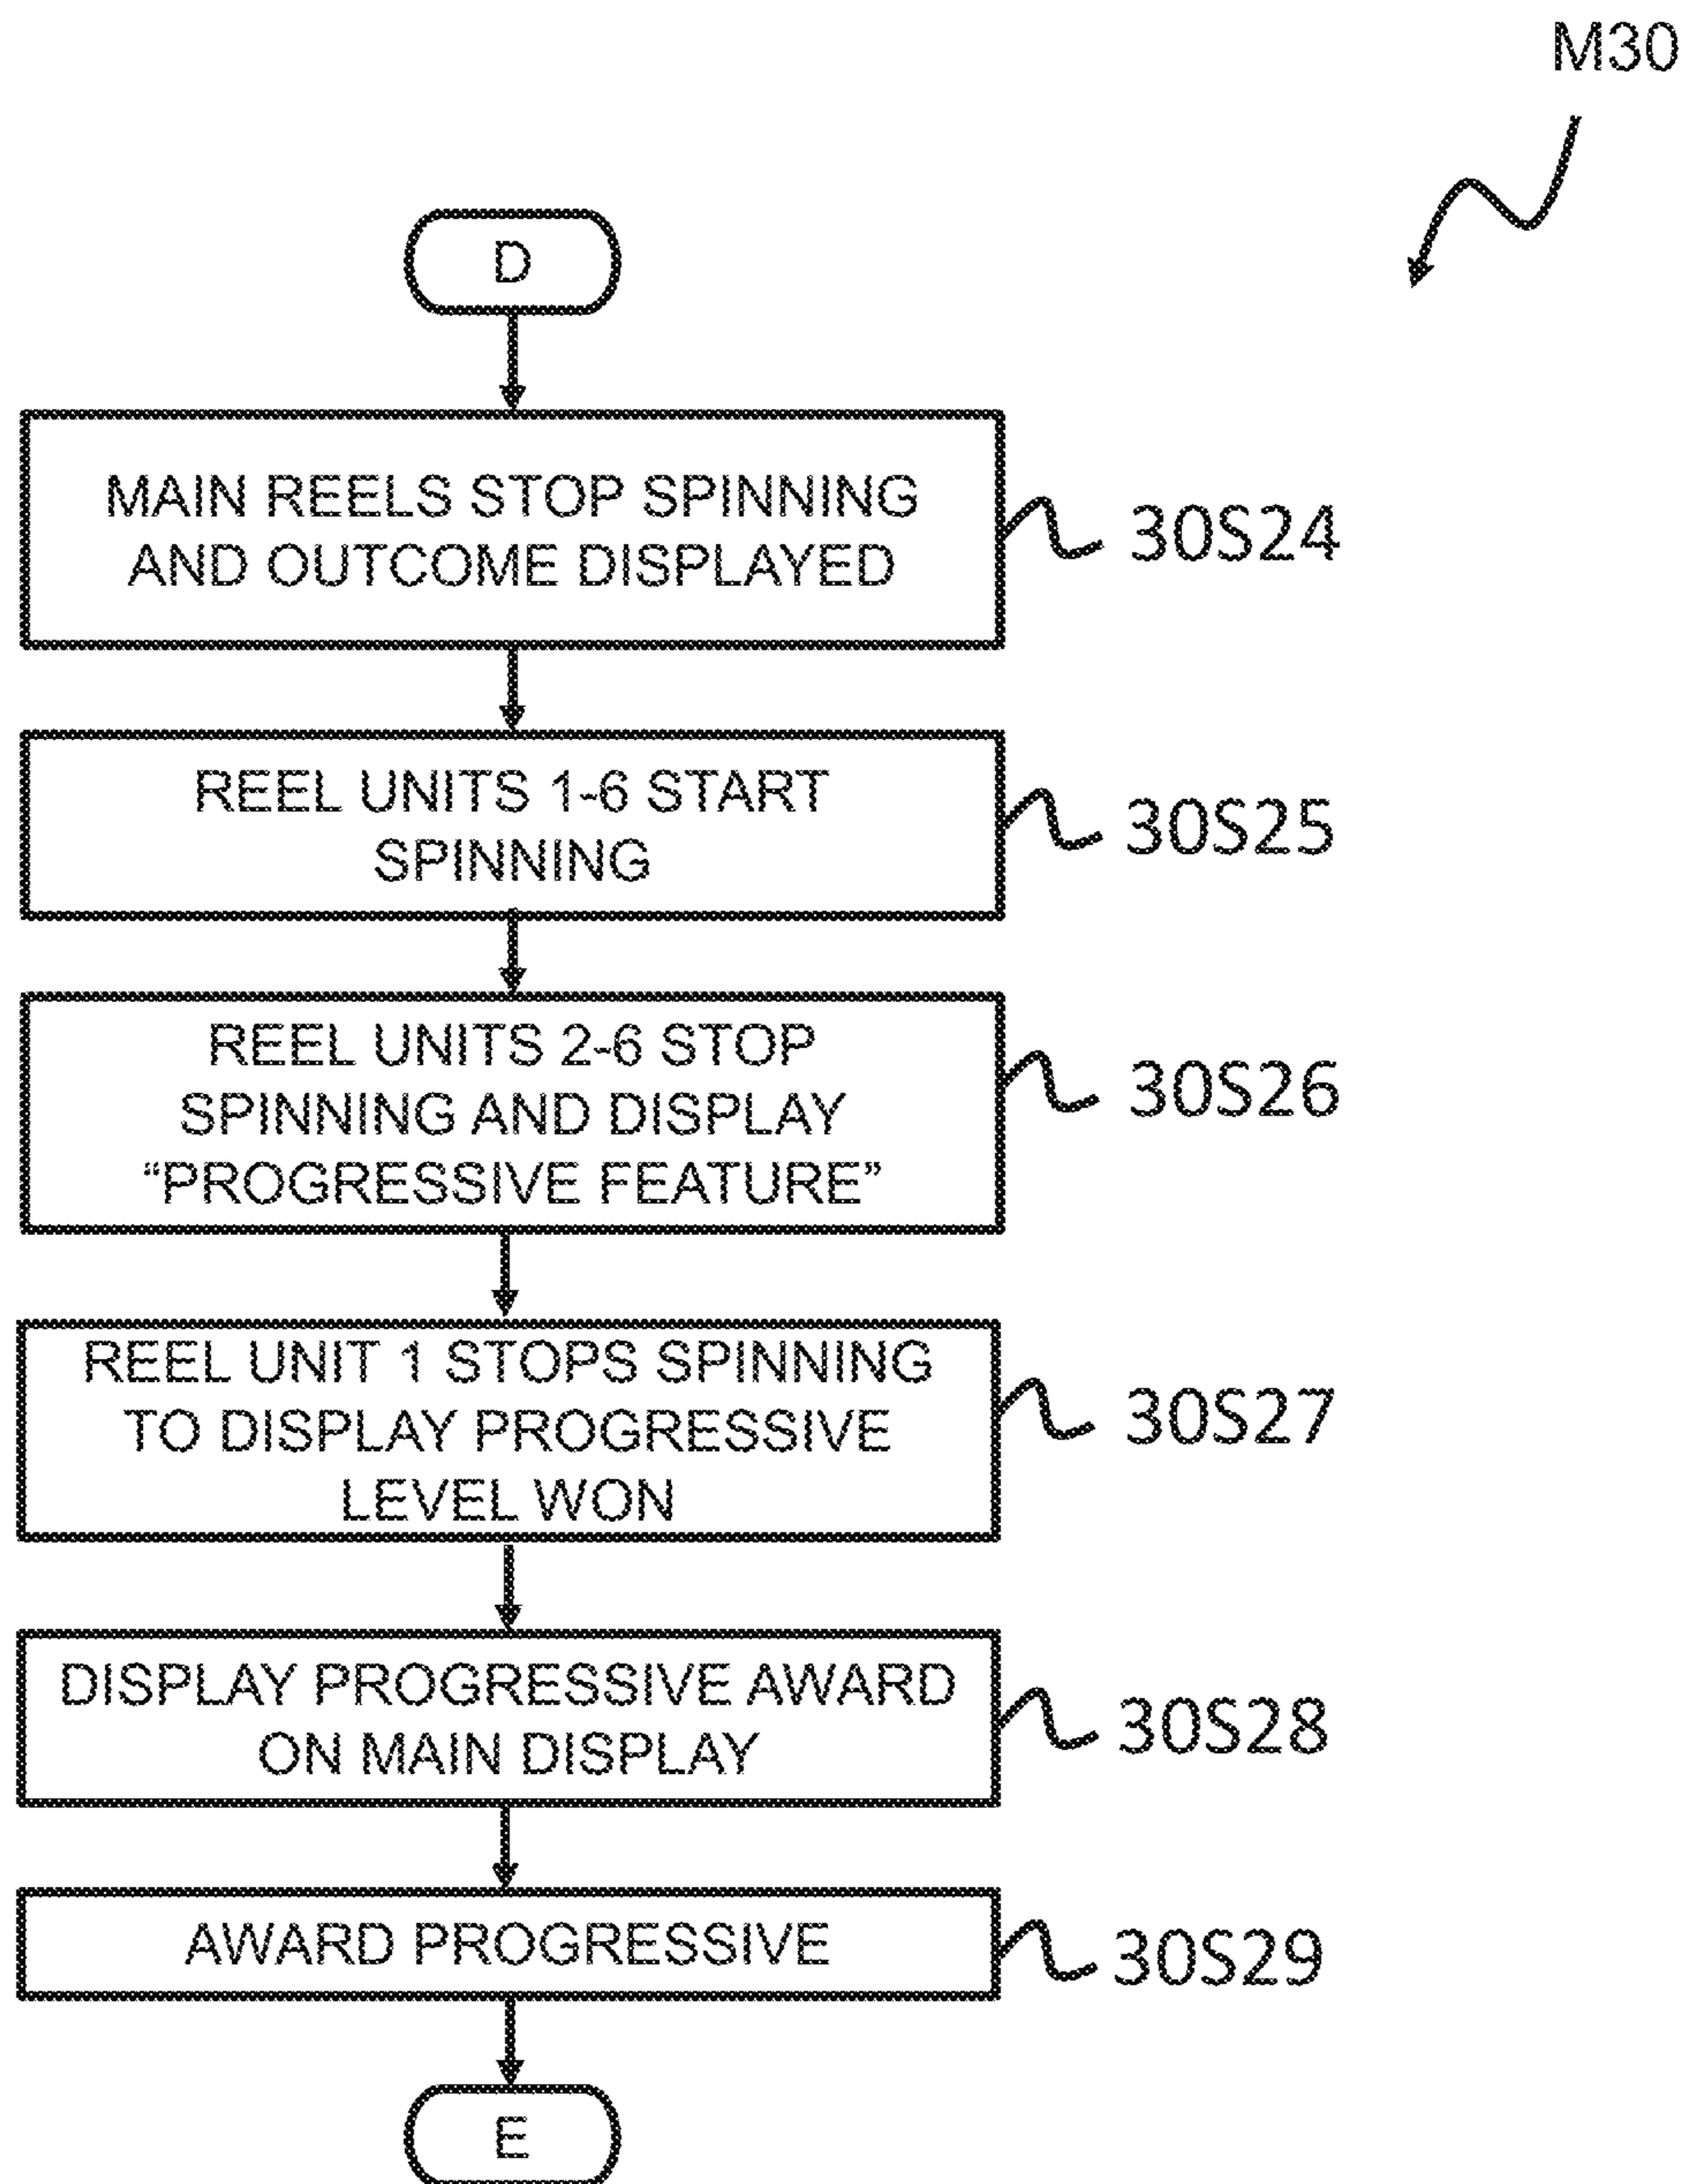 M30
D
MAIN REELS STOP SPINNING
AND OUTCOME DISPLAYED
30S24
REEL UNITS 1-6 START
SPINNING
30S25
REEL UNITS 2-6 STOP
SPINNING AND DISPLAY
“PROGRESSIVE FEATURE”
30S26
REEL UNIT 1 STOPS SPINNING
TO DISPLAY PROGRESSIVE
LEVEL WON
30S27
DISPLAY PROGRESSIVE AWARD
ON MAIN DISPLAY
30S28
AWARD PROGRESSIVE
30S29
E